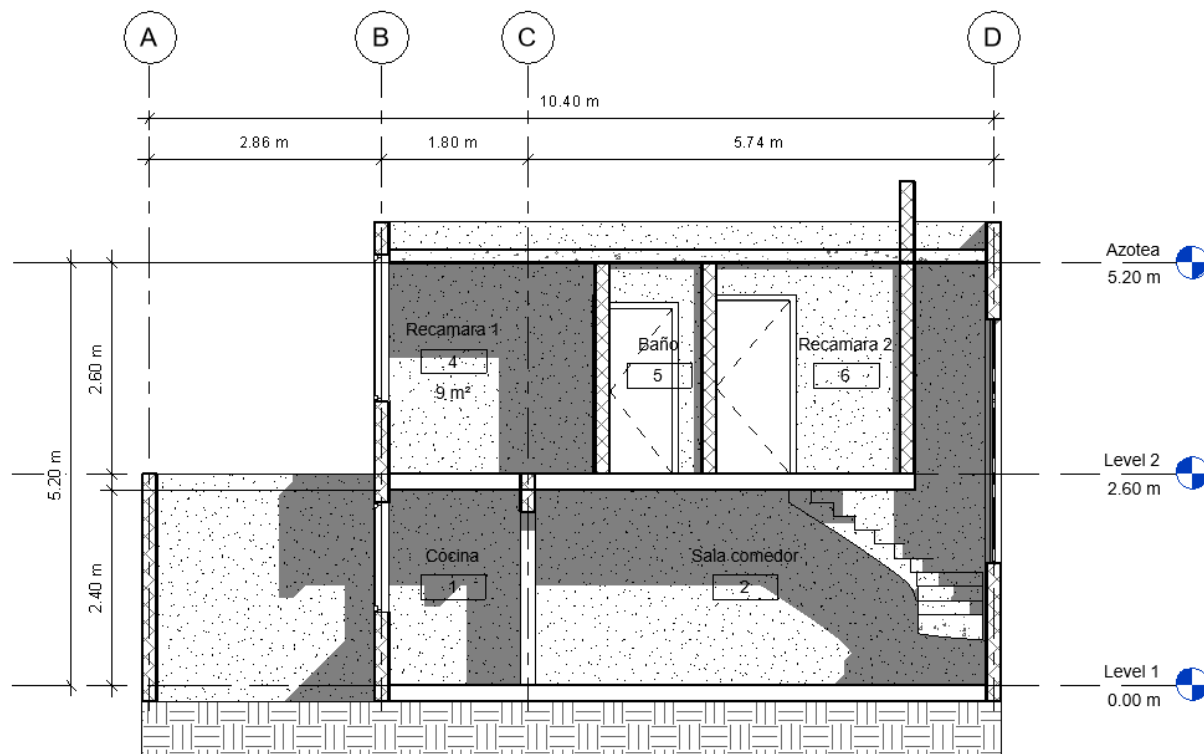 A
B
C
D
10.40 m
2.86 m
1.80 m
5.74 m
Azotea
5.20 m
Recamara 1
4
9 m²
Baño
5
Recamara 2
6
2.60 m
5.20 m
Level 2
2.60 m
2.40 m
Cocina
1
Sala comedor
2
Level 1
0.00 m